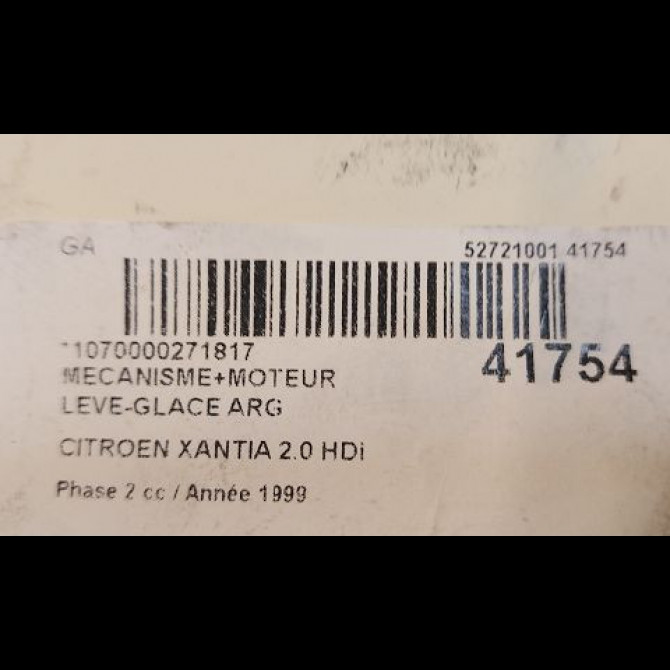 GA
52721001 41754
*1070000271817
41754
MECANISME+MOTEUR
LEVE-GLACE ARG
CITROEN XANTIA 2.0 HDi
Phase 2 cc / Année 1999